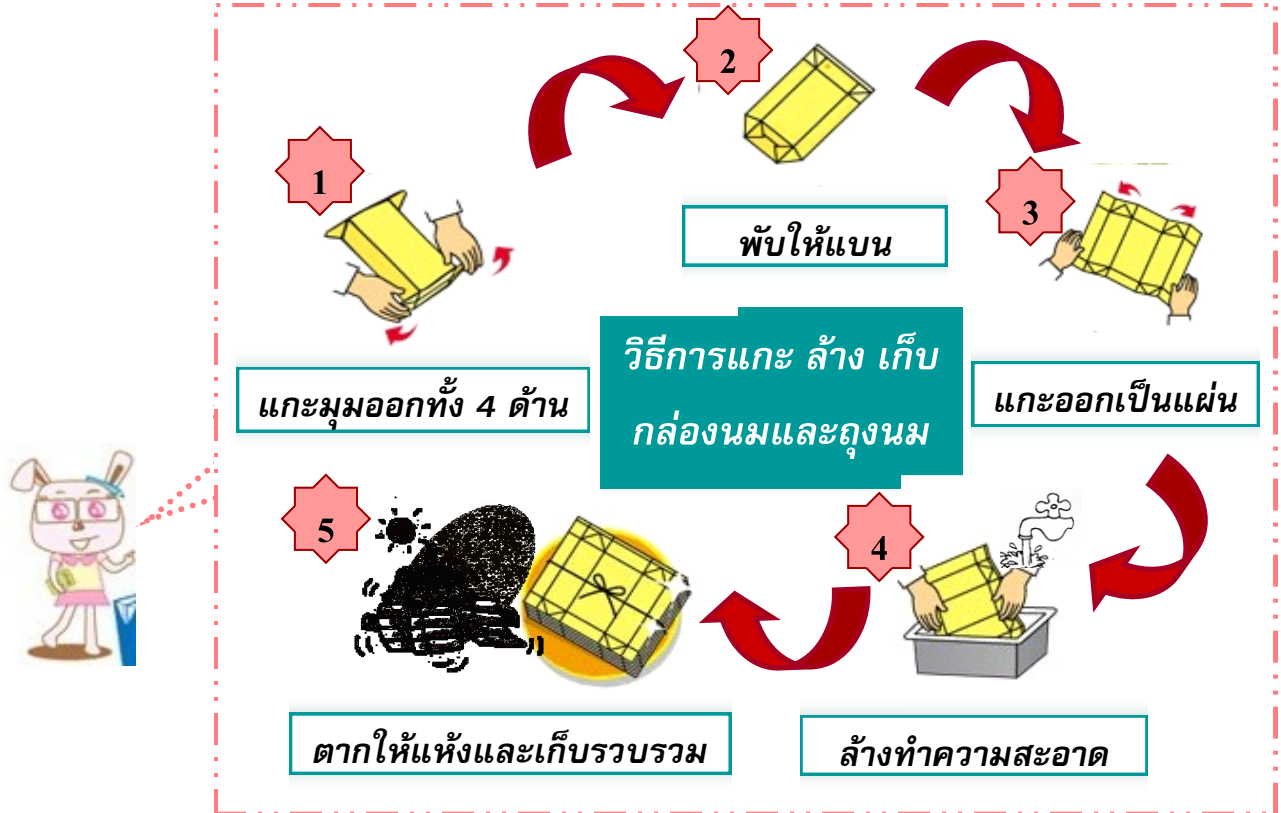 1
แกะมุมออกทั้ง 4 ด้าน
2
พับให้แบน
3
แกะออกเป็นแผ่น
วิธีการแกะ ล้าง เก็บ
กล่องนมและถุงนม
4
ล้างทำความสะอาด
5
ตากให้แห้งและเก็บรวบรวม